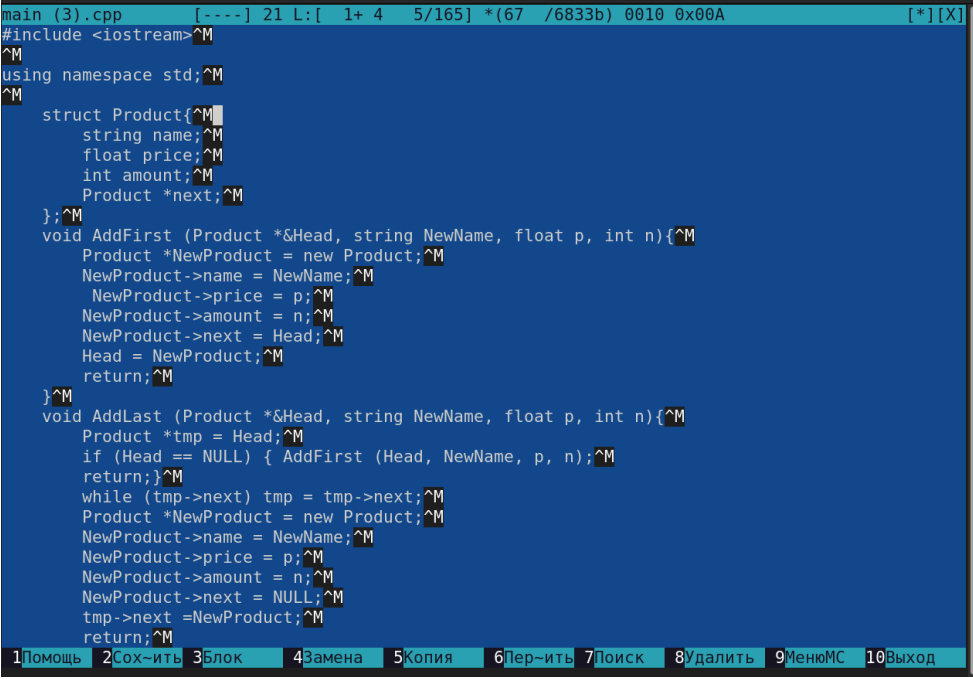 main (3).cpp       [----] 21 L:[  1+ 4   5/165] *(67  /6833b) 0010 0x00A                  [*][X]
#include <iostream>^M
^M
using namespace std;^M
^M
    struct Product{^M
        string name;^M
        float price;^M
        int amount;^M
        Product *next;^M
    };^M
    void AddFirst (Product *&Head, string NewName, float p, int n){^M
        Product *NewProduct = new Product;^M
        NewProduct->name = NewName;^M
         NewProduct->price = p;^M
        NewProduct->amount = n;^M
        NewProduct->next = Head;^M
        Head = NewProduct;^M
        return;^M
    }^M
    void AddLast (Product *&Head, string NewName, float p, int n){^M
        Product *tmp = Head;^M
        if (Head == NULL) { AddFirst (Head, NewName, p, n);^M
        return;}^M
        while (tmp->next) tmp = tmp->next;^M
        Product *NewProduct = new Product;^M
        NewProduct->name = NewName;^M
        NewProduct->price = p;^M
        NewProduct->amount = n;^M
        NewProduct->next = NULL;^M
        tmp->next =NewProduct;^M
        return;^M
 1Помощь  2Сох~ить 3Блок    4Замена  5Копия   6Пер~ить 7Поиск   8Удалить 9МенюMC 10Выход